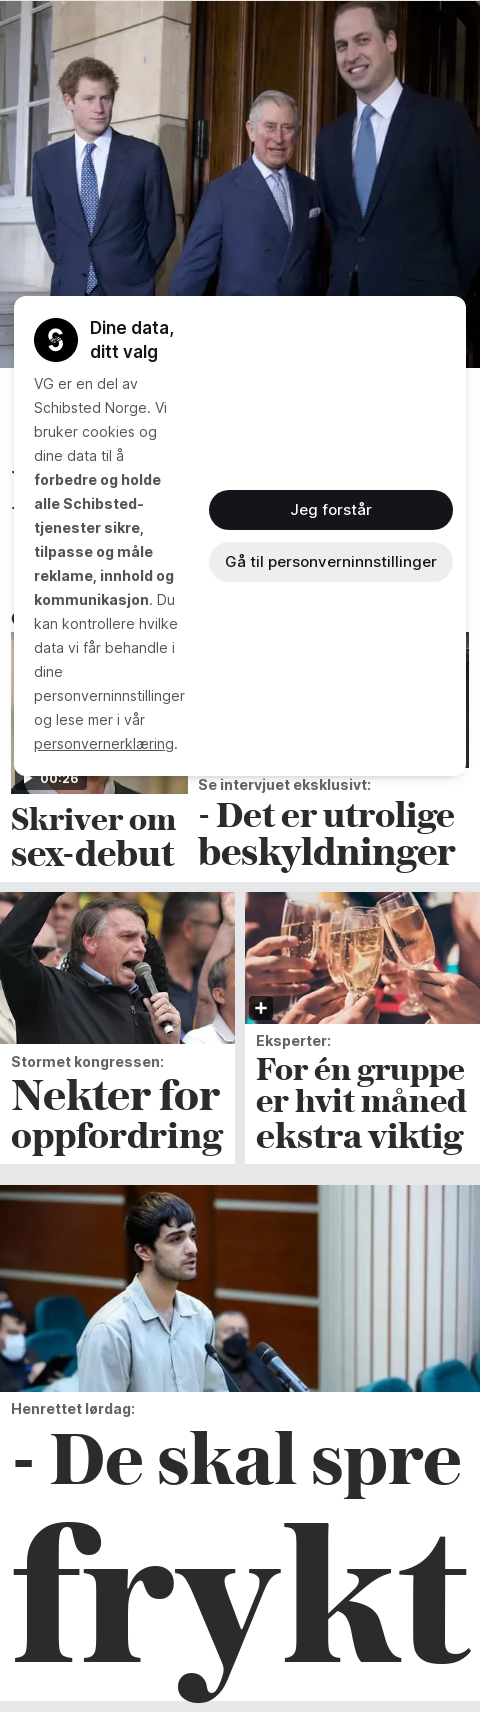 Dine data,
ditt valg
VG er en del av
Schibsted Norge. Vi
bruker cookies og
dine data til å
forbedre og holde
alle Schibsted-
tjenester sikre,
tilpasse og måle
reklame, innhold og
kommunikasjon. Du
kan kontrollere hvilke
data vi får behandle i
dine
personverninnstillinger
og lese mer i vår
personvernerklæring.
Jeg forstår
Gå til personverninnstillinger
00:26
Skriver om
sex-debut
Se intervjuet eksklusivt:
- Det er utrolige
beskyldninger
Stormet kongressen:
Nekter for
oppfordring
Eksperter:
For én gruppe
er hvit måned
ekstra viktig
Henrettet lørdag:
- De skal spre
frykt